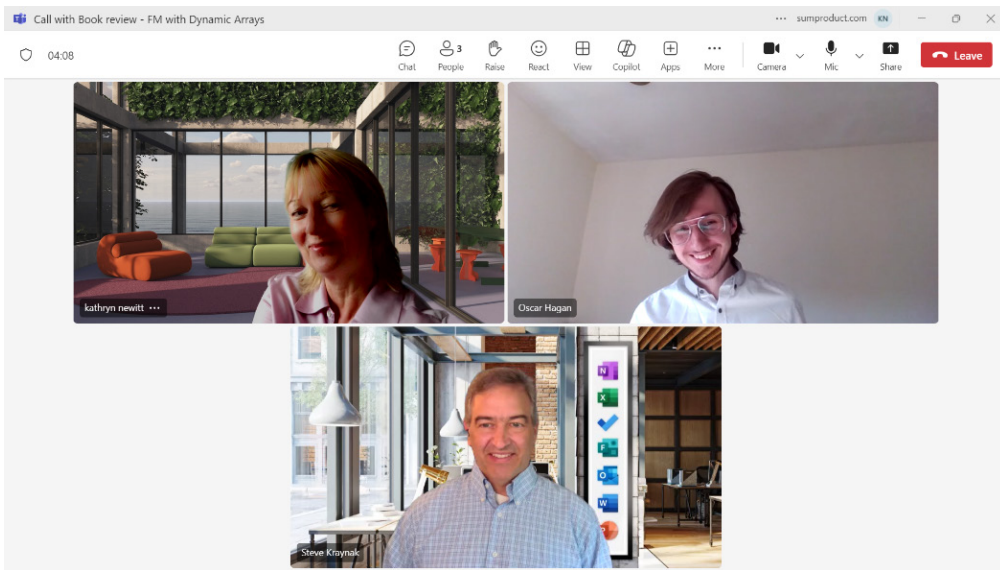 Call with Book review - FM with Dynamic Arrays
sumproduct.com KN
04:08
3
Chat People Raise React View Copilot Apps More Camera Mic Share Leave
kathryn newitt
Oscar Hagan
N
X
F
O
W
P
Steve Kraynak